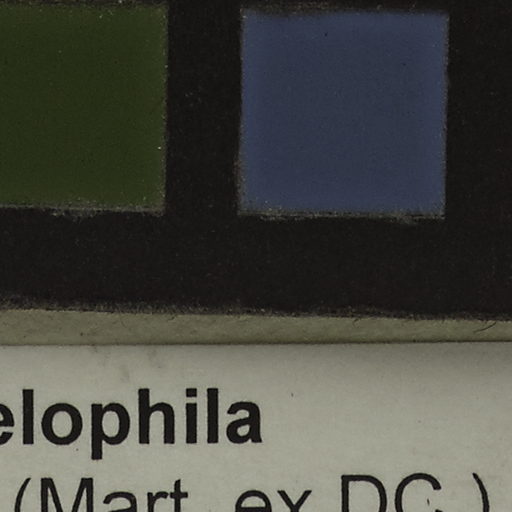 elophila
(Mart. ex DC.)